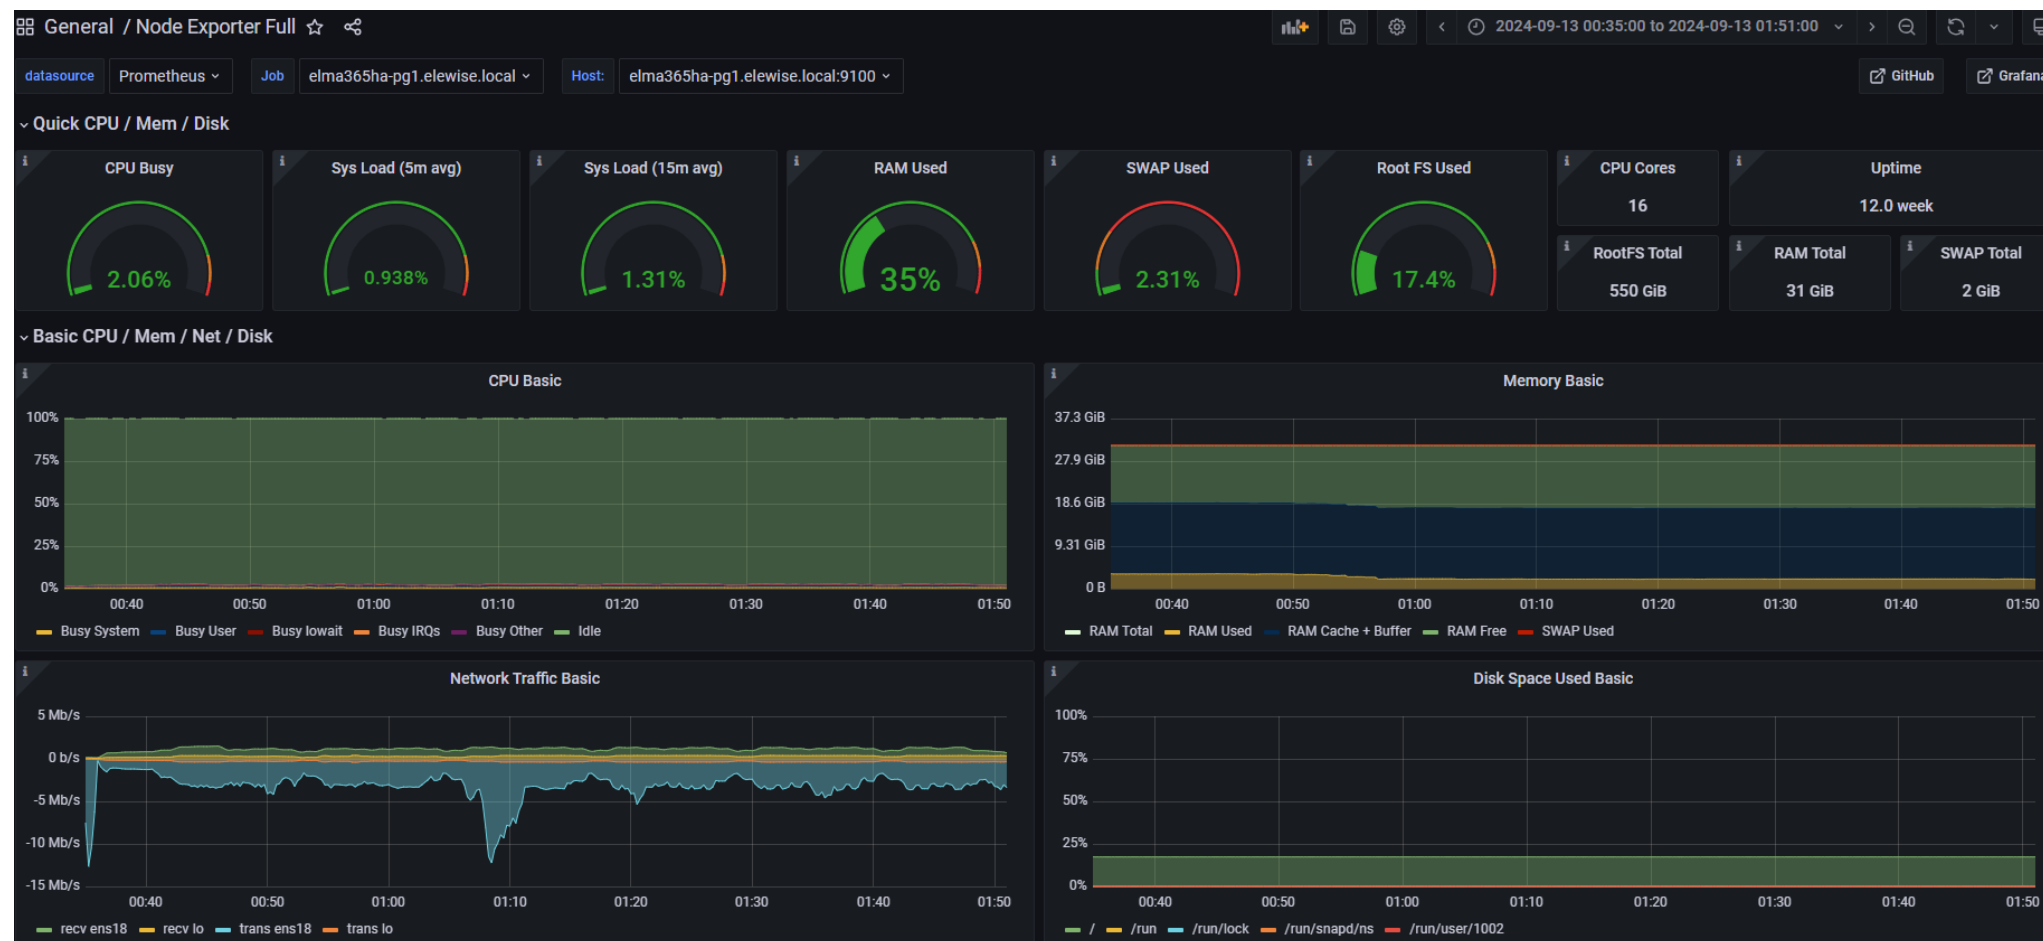 General / Node Exporter Full 2024-09-13 00:35:00 to 2024-09-13 01:51:00
datasource Prometheus Job elma365ha-pg1.elewise.local Host: elma365ha-pg1.elewise.local:9100 GitHub Grafana
Quick CPU / Mem / Disk
CPU Busy Sys Load (5m avg) Sys Load (15m avg) RAM Used SWAP Used Root FS Used CPU Cores Uptime
16 12.0 week
2.06% 0.938% 1.31% 35% 2.31% 17.4% RootFS Total RAM Total SWAP Total
550 GiB 31 GiB 2 GiB
Basic CPU / Mem / Net / Disk
CPU Basic
100%
75%
50%
25%
0%
00:40 00:50 01:00 01:10 01:20 01:30 01:40 01:50
Busy System Busy User Busy Iowait Busy IRQs Busy Other Idle
Memory Basic
37.3 GiB
27.9 GiB
18.6 GiB
9.31 GiB
0 B
00:40 00:50 01:00 01:10 01:20 01:30 01:40 01:50
RAM Total RAM Used RAM Cache + Buffer RAM Free SWAP Used
Network Traffic Basic
5 Mb/s
0 b/s
-5 Mb/s
-10 Mb/s
-15 Mb/s
00:40 00:50 01:00 01:10 01:20 01:30 01:40 01:50
recv ens18 recv lo trans ens18 trans lo
Disk Space Used Basic
100%
75%
50%
25%
0%
00:40 00:50 01:00 01:10 01:20 01:30 01:40 01:50
/ /run /run/lock /run/snapd/ns /run/user/1002